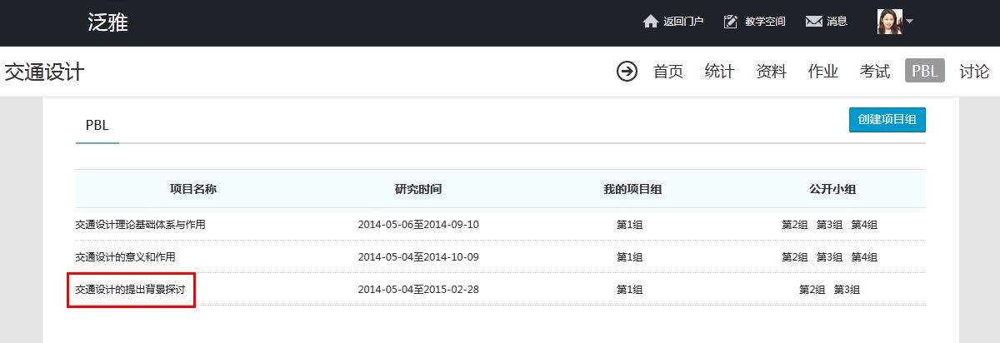 泛雅 返回门户 教学空间 消息
交通设计 首页 统计 资料 作业 考试 PBL 讨论
PBL 创建项目组
项目名称 研究时间 我的项目组 公开小组
交通设计理论基础体系与作用 2014-05-06至2014-09-10 第1组 第2组 第3组 第4组
交通设计的意义和作用 2014-05-04至2014-10-09 第1组 第2组 第3组 第4组
交通设计的提出背景探讨 2014-05-04至2015-02-28 第1组 第2组 第3组